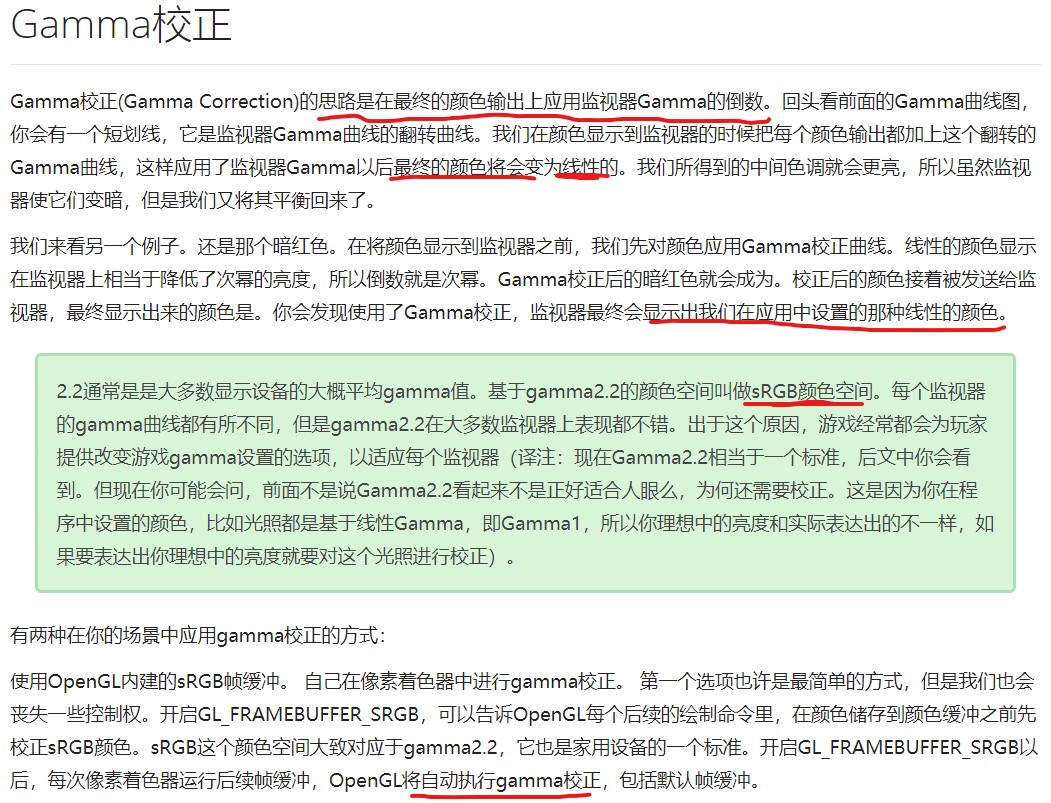 Gamma校正
Gamma校正(Gamma Correction)的思路是在最终的颜色输出上应用监视器Gamma的倒数。回头看前面的Gamma曲线图，
你会有一个短划线，它是监视器Gamma曲线的翻转曲线。我们在颜色显示到监视器的时候把每个颜色输出都加上这个翻转的
Gamma曲线，这样应用了监视器Gamma以后最终的颜色将会变为线性的。我们所得到的中间色调就会更亮，所以虽然监视
器使它们变暗，但是我们又将其平衡回来了。
我们来看另一个例子。还是那个暗红色。在将颜色显示到监视器之前，我们先对颜色应用Gamma校正曲线。线性的颜色显示
在监视器上相当于降低了次幂的亮度，所以倒数就是次幂。Gamma校正后的暗红色就会成为。校正后的颜色接着被发送给监
视器，最终显示出来的颜色是。你会发现使用了Gamma校正，监视器最终会显示出我们在应用中设置的那种线性的颜色。
2.2通常是是大多数显示设备的大概平均gamma值。基于gamma2.2的颜色空间叫做sRGB颜色空间。每个监视器
的gamma曲线都有所不同，但是gamma2.2在大多数监视器上表现都不错。出于这个原因，游戏经常都会为玩家
提供改变游戏gamma设置的选项，以适应每个监视器（译注：现在Gamma2.2相当于一个标准，后文中你会看
到。但现在你可能会问，前面不是说Gamma2.2看起来不是正好适合人眼么，为何还需要校正。这是因为你在程
序中设置的颜色，比如光照都是基于线性Gamma，即Gamma1，所以你理想中的亮度和实际表达出的不一样，如
果要表达出你理想中的亮度就要对这个光照进行校正）。
有两种在你的场景中应用gamma校正的方式：
使用OpenGL内建的sRGB帧缓冲。 自己在像素着色器中进行gamma校正。 第一个选项也许是最简单的方式，但是我们也会
丧失一些控制权。开启GL_FRAMEBUFFER_SRGB，可以告诉OpenGL每个后续的绘制命令里，在颜色储存到颜色缓冲之前先
校正sRGB颜色。sRGB这个颜色空间大致对应于gamma2.2，它也是家用设备的一个标准。开启GL_FRAMEBUFFER_SRGB以
后，每次像素着色器运行后续帧缓冲，OpenGL将自动执行gamma校正，包括默认帧缓冲。